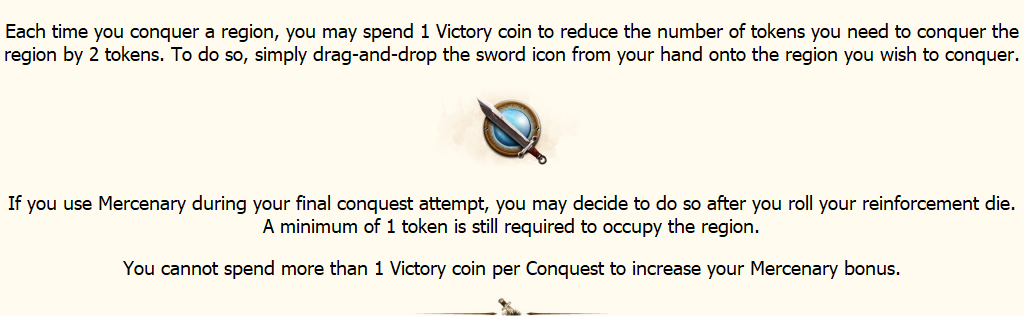 Each time you conquer a region, you may spend 1 Victory coin to reduce the number of tokens you need to conquer the
region by 2 tokens. To do so, simply drag-and-drop the sword icon from your hand onto the region you wish to conquer.
If you use Mercenary during your final conquest attempt, you may decide to do so after you roll your reinforcement die.
A minimum of 1 token is still required to occupy the region.
You cannot spend more than 1 Victory coin per Conquest to increase your Mercenary bonus.